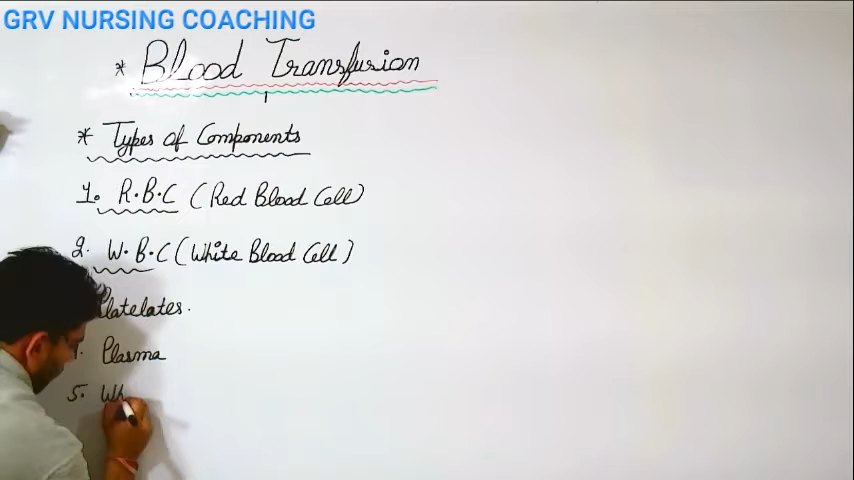 GRV NURSING COACHING
* Blood Transfusion
* Types of Components
1. R.B.C (Red Blood Cell)
2. W.B.C (White Blood Cell)
Platelates.
Plasma
5. Wh